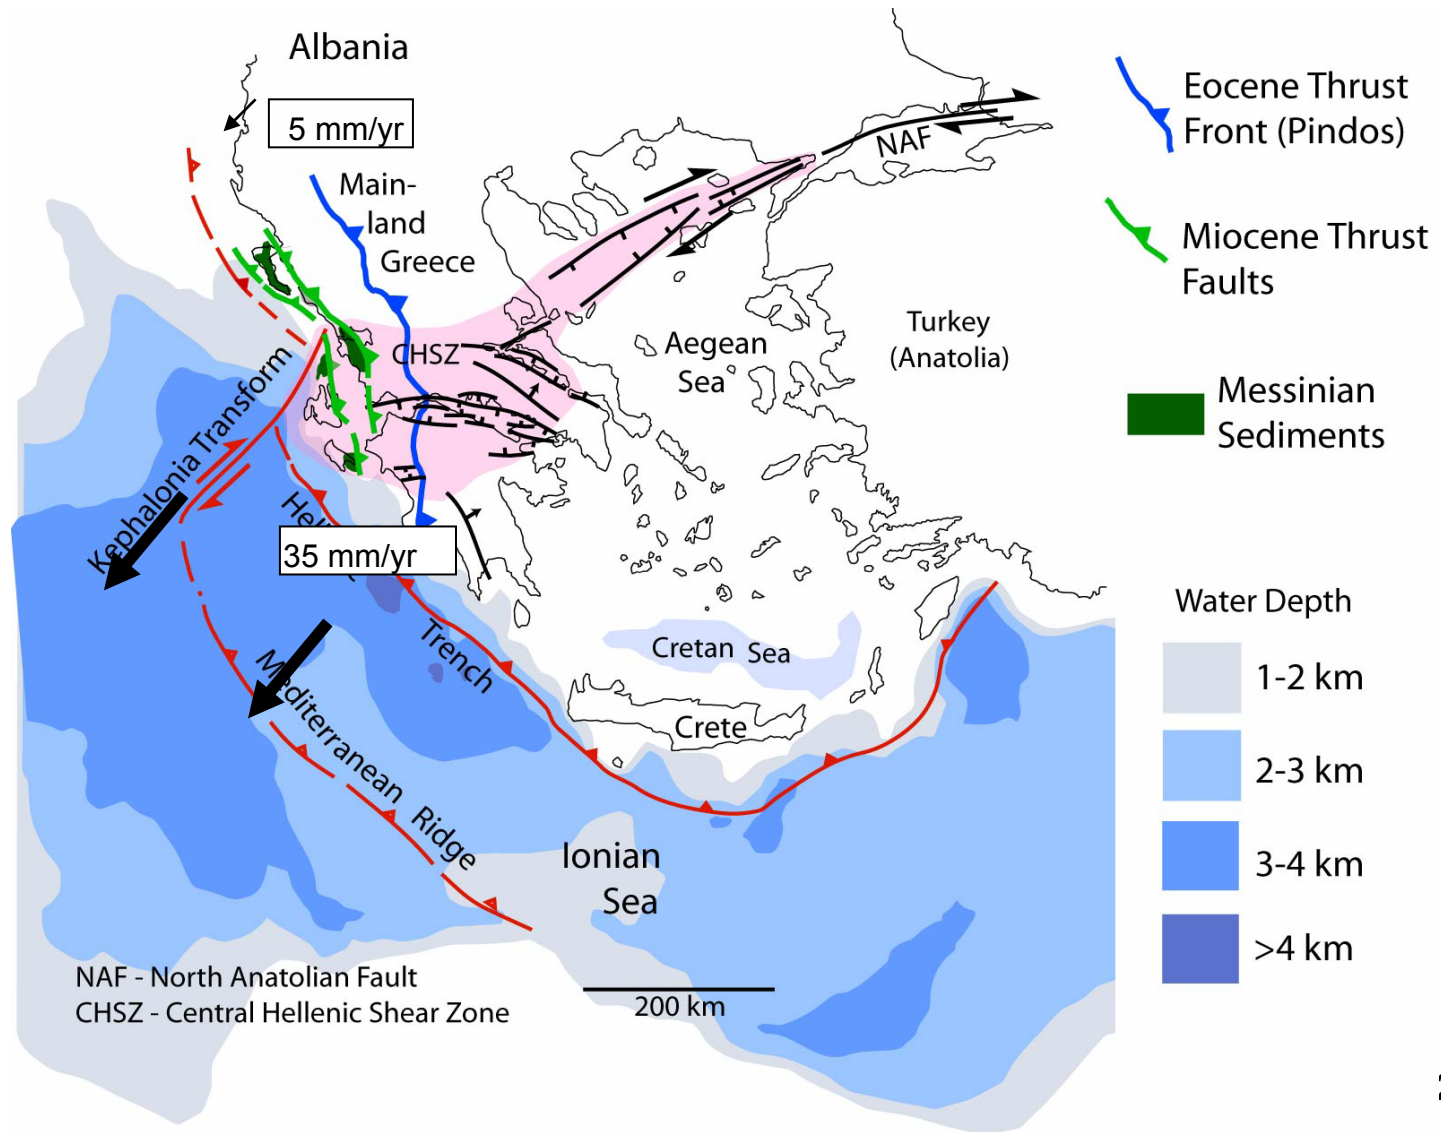 Albania
5 mm/yr
Main-
land
Greece
NAF
CHSZ
Aegean
Sea
Turkey
(Anatolia)
Kephalonia Transform
35 mm/yr
Trench
Cretan Sea
Crete
Mediterranean Ridge
Ionian
Sea
NAF - North Anatolian Fault
CHSZ - Central Hellenic Shear Zone
200 km
Eocene Thrust
Front (Pindos)
Miocene Thrust
Faults
Messinian
Sediments
Water Depth
1-2 km
2-3 km
3-4 km
>4 km